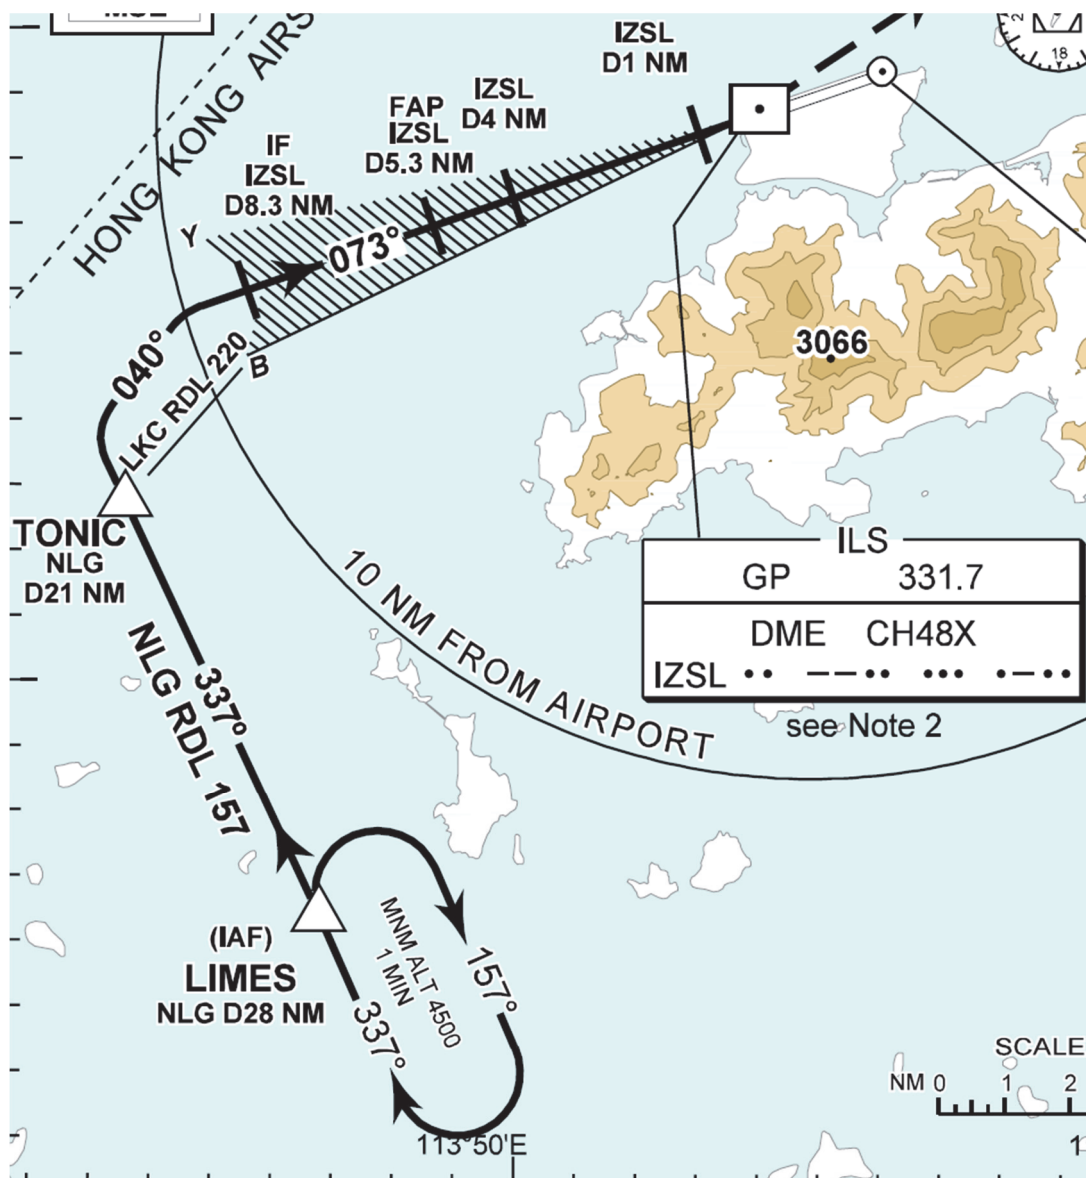 HONG KONG AIRS
18
IZSL
D1 NM
IZSL
D4 NM
FAP
IZSL
D5.3 NM
IF
IZSL
D8.3 NM
Y
073°
040°
LKC RDL 220
B
3066
TONIC
NLG
D21 NM
ILS
GP 331.7
DME CH48X
IZSL •• −−•• ••• •−••
see Note 2
10 NM FROM AIRPORT
337°
NLG RDL 157
(IAF)
LIMES
NLG D28 NM
MNM ALT 4500
1 MIN
157°
337°
SCALE
NM 0 1 2
113°50'E
1